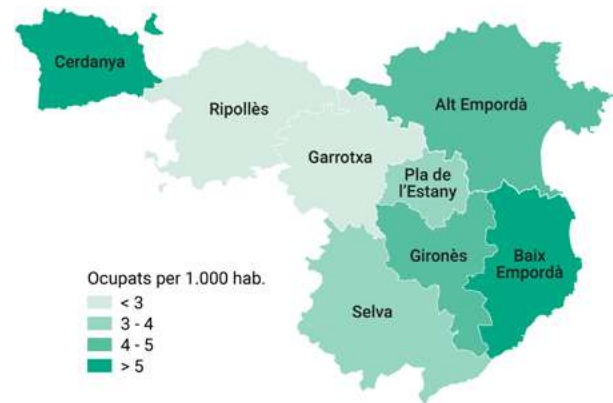 Cerdanya
Ripollès
Alt Empordà
Garrotxa
Pla de
l'Estany
Gironès
Baix
Empordà
Selva
Ocupats per 1.000 hab.
< 3
3 - 4
4 - 5
> 5